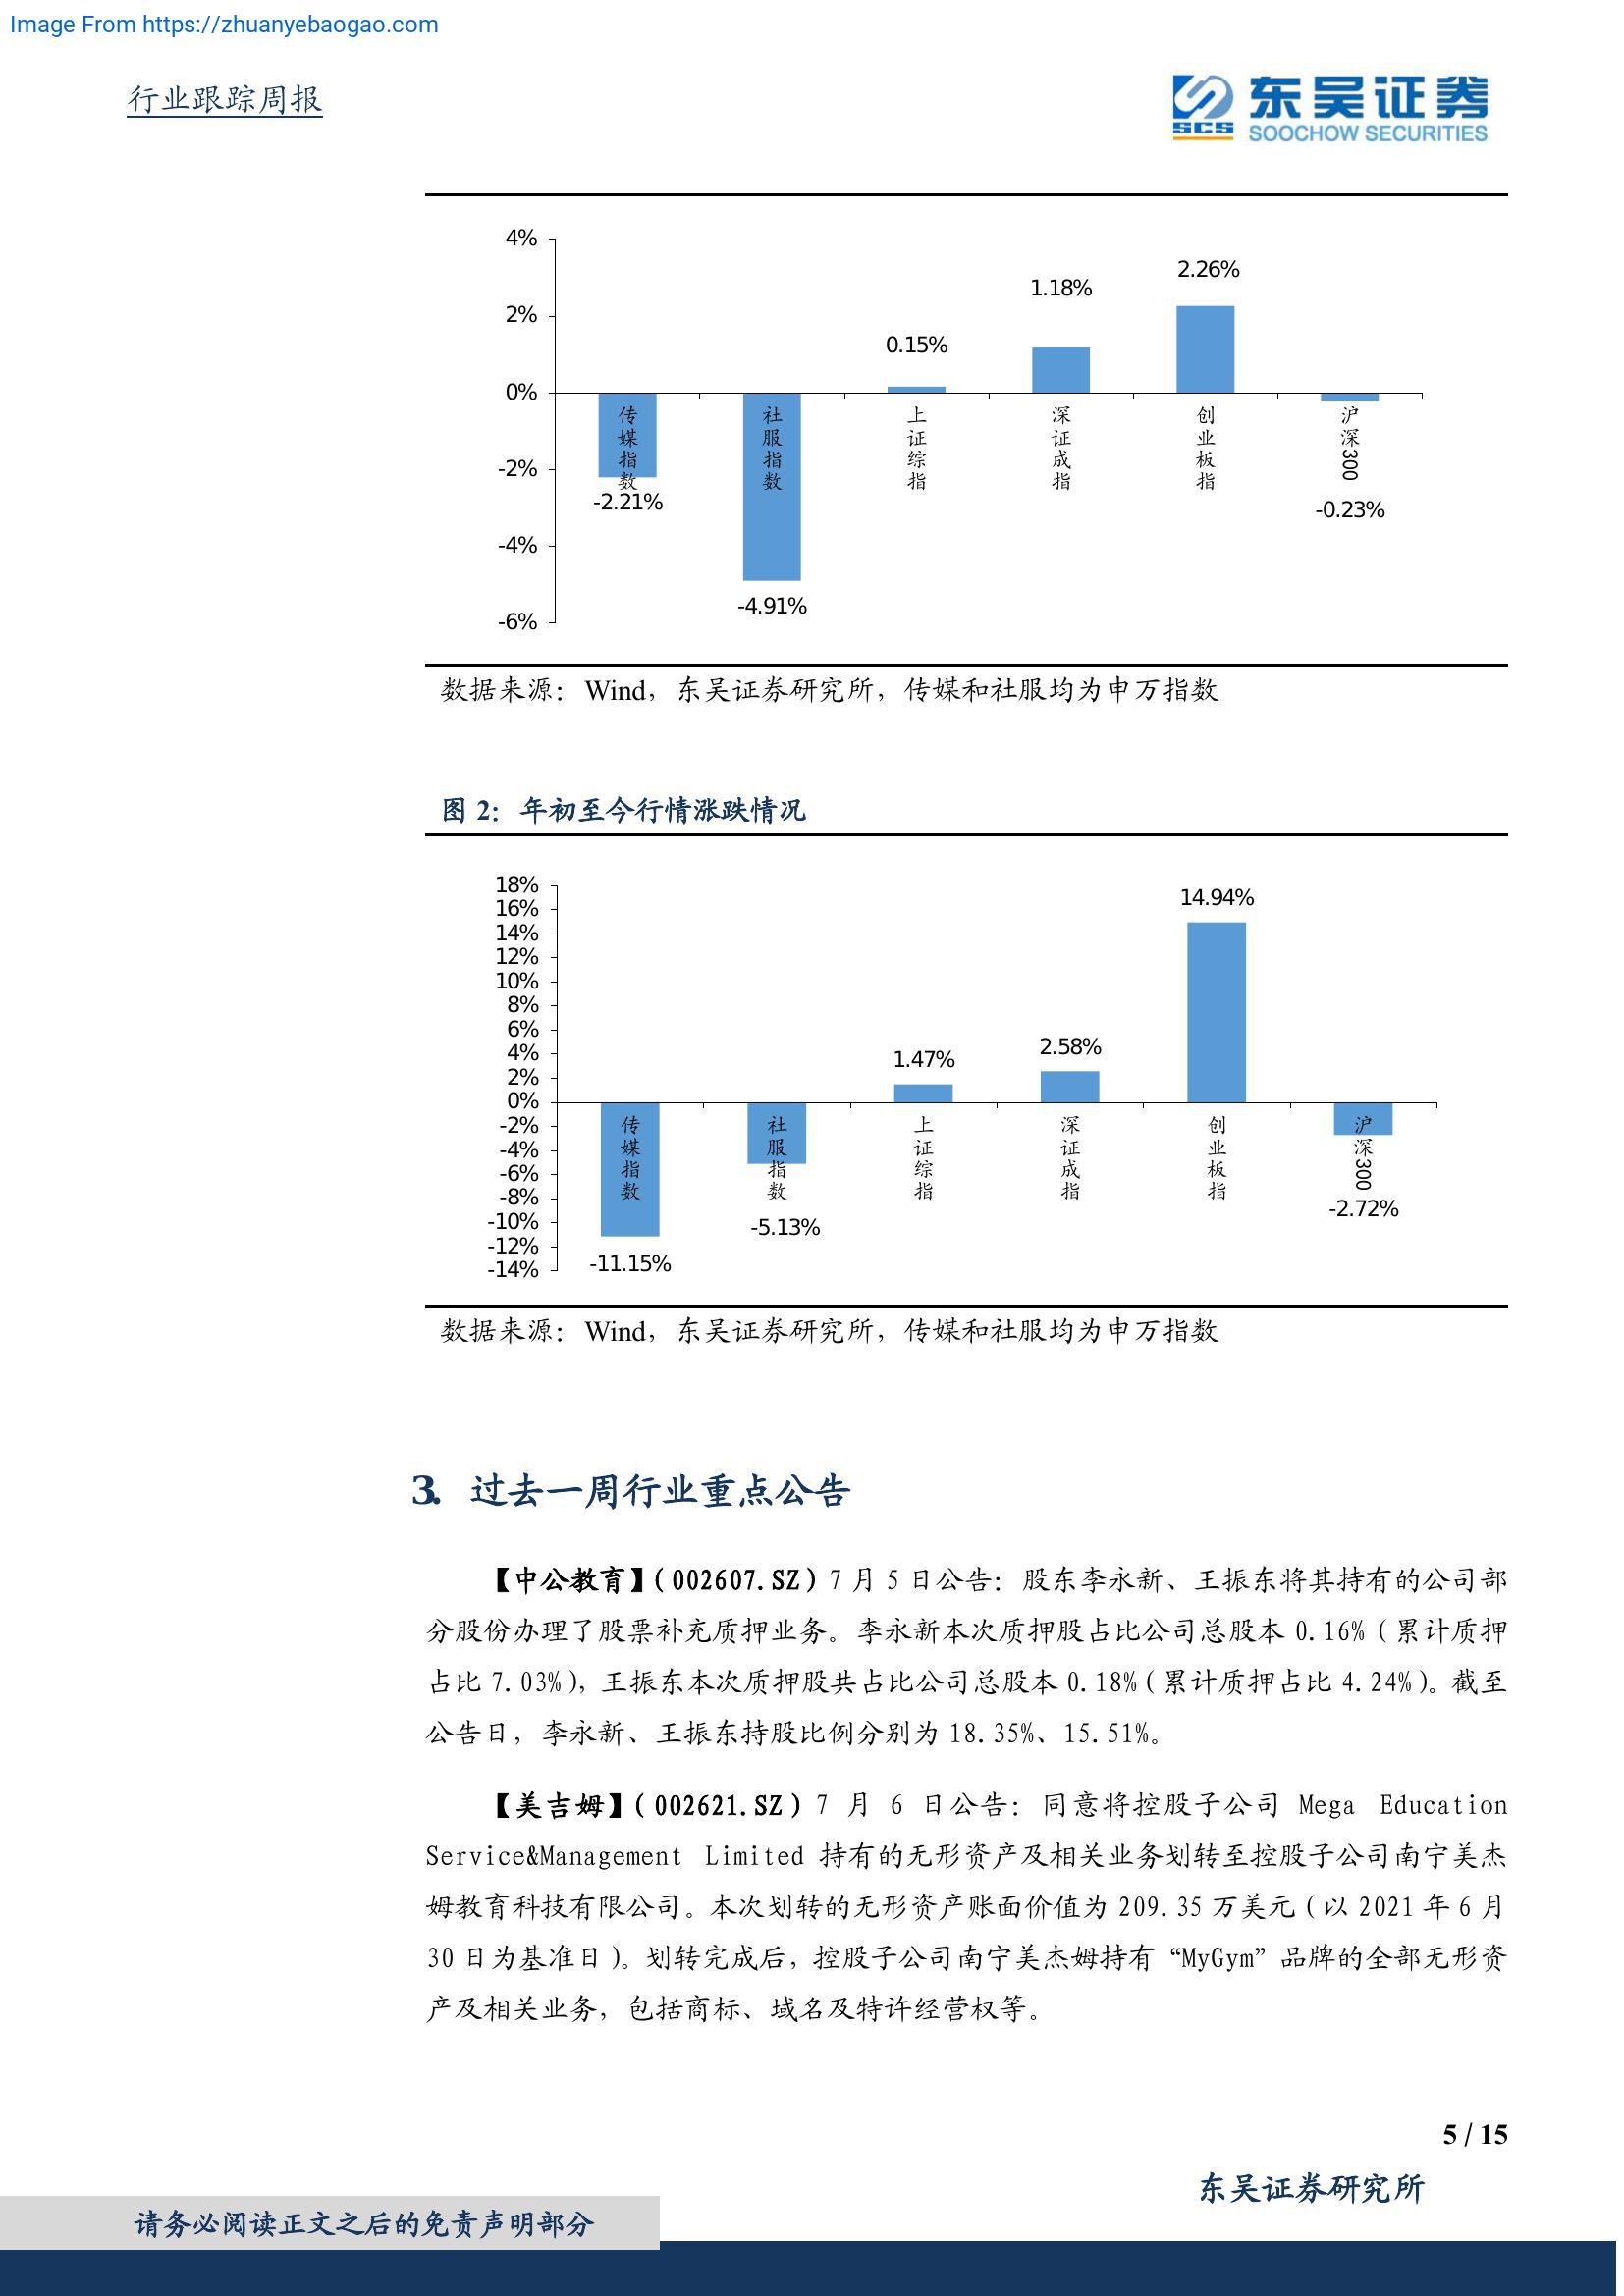 Image From https://zhuanyebaogao.com
行业跟踪周报
SCS
东吴证券
SOOCHOW SECURITIES
4%
2%
0%
-2%
-4%
-6%
-2.21%
-4.91%
0.15%
1.18%
2.26%
-0.23%
传媒指数
社服指数
上证综指
深证成指
创业板指
沪深300
数据来源：Wind，东吴证券研究所，传媒和社服均为申万指数
图 2：年初至今行情涨跌情况
18%
16%
14%
12%
10%
8%
6%
4%
2%
0%
-2%
-4%
-6%
-8%
-10%
-12%
-14%
-11.15%
-5.13%
1.47%
2.58%
14.94%
-2.72%
传媒指数
社服指数
上证综指
深证成指
创业板指
沪深300
数据来源：Wind，东吴证券研究所，传媒和社服均为申万指数
3. 过去一周行业重点公告
【中公教育】（002607.SZ）7 月 5 日公告：股东李永新、王振东将其持有的公司部
分股份办理了股票补充质押业务。李永新本次质押股占比公司总股本 0.16%（累计质押
占比 7.03%），王振东本次质押股共占比公司总股本 0.18%（累计质押占比 4.24%）。截至
公告日，李永新、王振东持股比例分别为 18.35%、15.51%。
【美吉姆】（002621.SZ）7 月 6 日公告：同意将控股子公司 Mega Education
Service&Management Limited 持有的无形资产及相关业务划转至控股子公司南宁美杰
姆教育科技有限公司。本次划转的无形资产账面价值为 209.35 万美元（以 2021 年 6 月
30 日为基准日）。划转完成后，控股子公司南宁美杰姆持有“MyGym”品牌的全部无形资
产及相关业务，包括商标、域名及特许经营权等。
5 / 15
东吴证券研究所
请务必阅读正文之后的免责声明部分